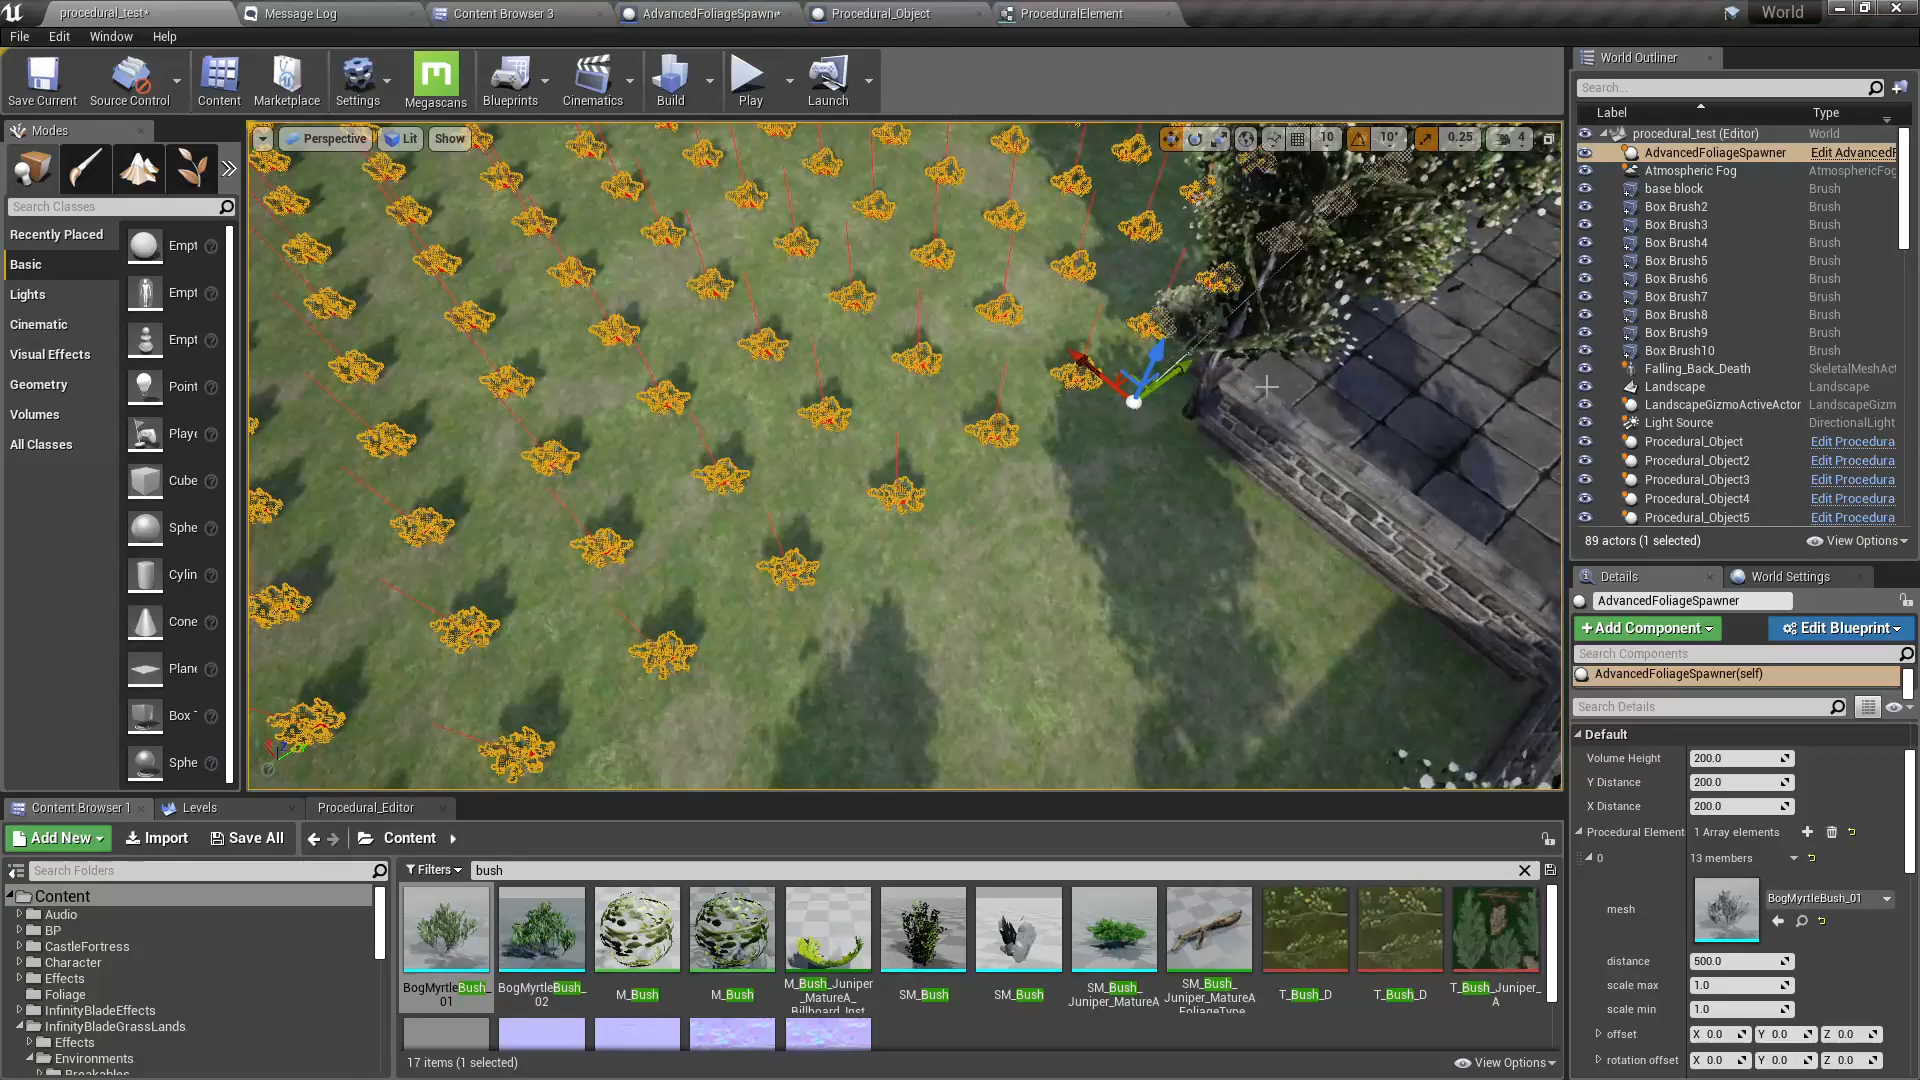 procedural_test*
Message Log
Content Browser 3
AdvancedFoliageSpawn*
Procedural_Object
ProceduralElement
World
File
Edit
Window
Help
Save Current
Source Control
Content
Marketplace
Settings
Megascans
Blueprints
Cinematics
Build
Play
Launch
Modes
Search Classes
Recently Placed
Basic
Lights
Cinematic
Visual Effects
Geometry
Volumes
All Classes
Empt
Empt
Empt
Point
Playe
Cube
Sphe
Cylin
Cone
Plane
Box
Sphe
Perspective
Lit
Show
10
10°
0.25
4
World Outliner
Search...
Label
Type
procedural_test (Editor)
World
AdvancedFoliageSpawner
Edit AdvancedF
Atmospheric Fog
AtmosphericFog
base block
Brush
Box Brush2
Brush
Box Brush3
Brush
Box Brush4
Brush
Box Brush5
Brush
Box Brush6
Brush
Box Brush7
Brush
Box Brush8
Brush
Box Brush9
Brush
Box Brush10
Brush
Falling_Back_Death
SkeletalMeshAct
Landscape
Landscape
LandscapeGizmoActiveActor
LandscapeGizm
Light Source
DirectionalLight
Procedural_Object
Edit Procedura
Procedural_Object2
Edit Procedura
Procedural_Object3
Edit Procedura
Procedural_Object4
Edit Procedura
Procedural_Object5
Edit Procedura
89 actors (1 selected)
View Options
Details
World Settings
AdvancedFoliageSpawner
+Add Component
Edit Blueprint
Search Components
AdvancedFoliageSpawner(self)
Search Details
Default
Volume Height
200.0
Y Distance
200.0
X Distance
200.0
Procedural Element
1 Array elements
0
13 members
mesh
BogMyrtleBush_01
distance
500.0
scale max
1.0
scale min
1.0
offset
X 0.0
Y 0.0
Z 0.0
rotation offset
X 0.0
Y 0.0
Z 0.0
Content Browser 1
Levels
Procedural_Editor
Add New
Import
Save All
Content
Search Folders
Filters
bush
Content
Audio
BP
CastleFortress
Character
Effects
Foliage
InfinityBladeEffects
InfinityBladeGrassLands
Effects
Environments
Breakables
BogMyrtleBush_
01
BogMyrtleBush_
02
M_Bush
M_Bush
M_Bush_Juniper
_MatureA_
Billboard_Inst
SM_Bush
SM_Bush
SM_Bush_
Juniper_MatureA
SM_Bush_
Juniper_MatureA
FoliageType
T_Bush_D
T_Bush_D
T_Bush_Juniper_
A
17 items (1 selected)
View Options